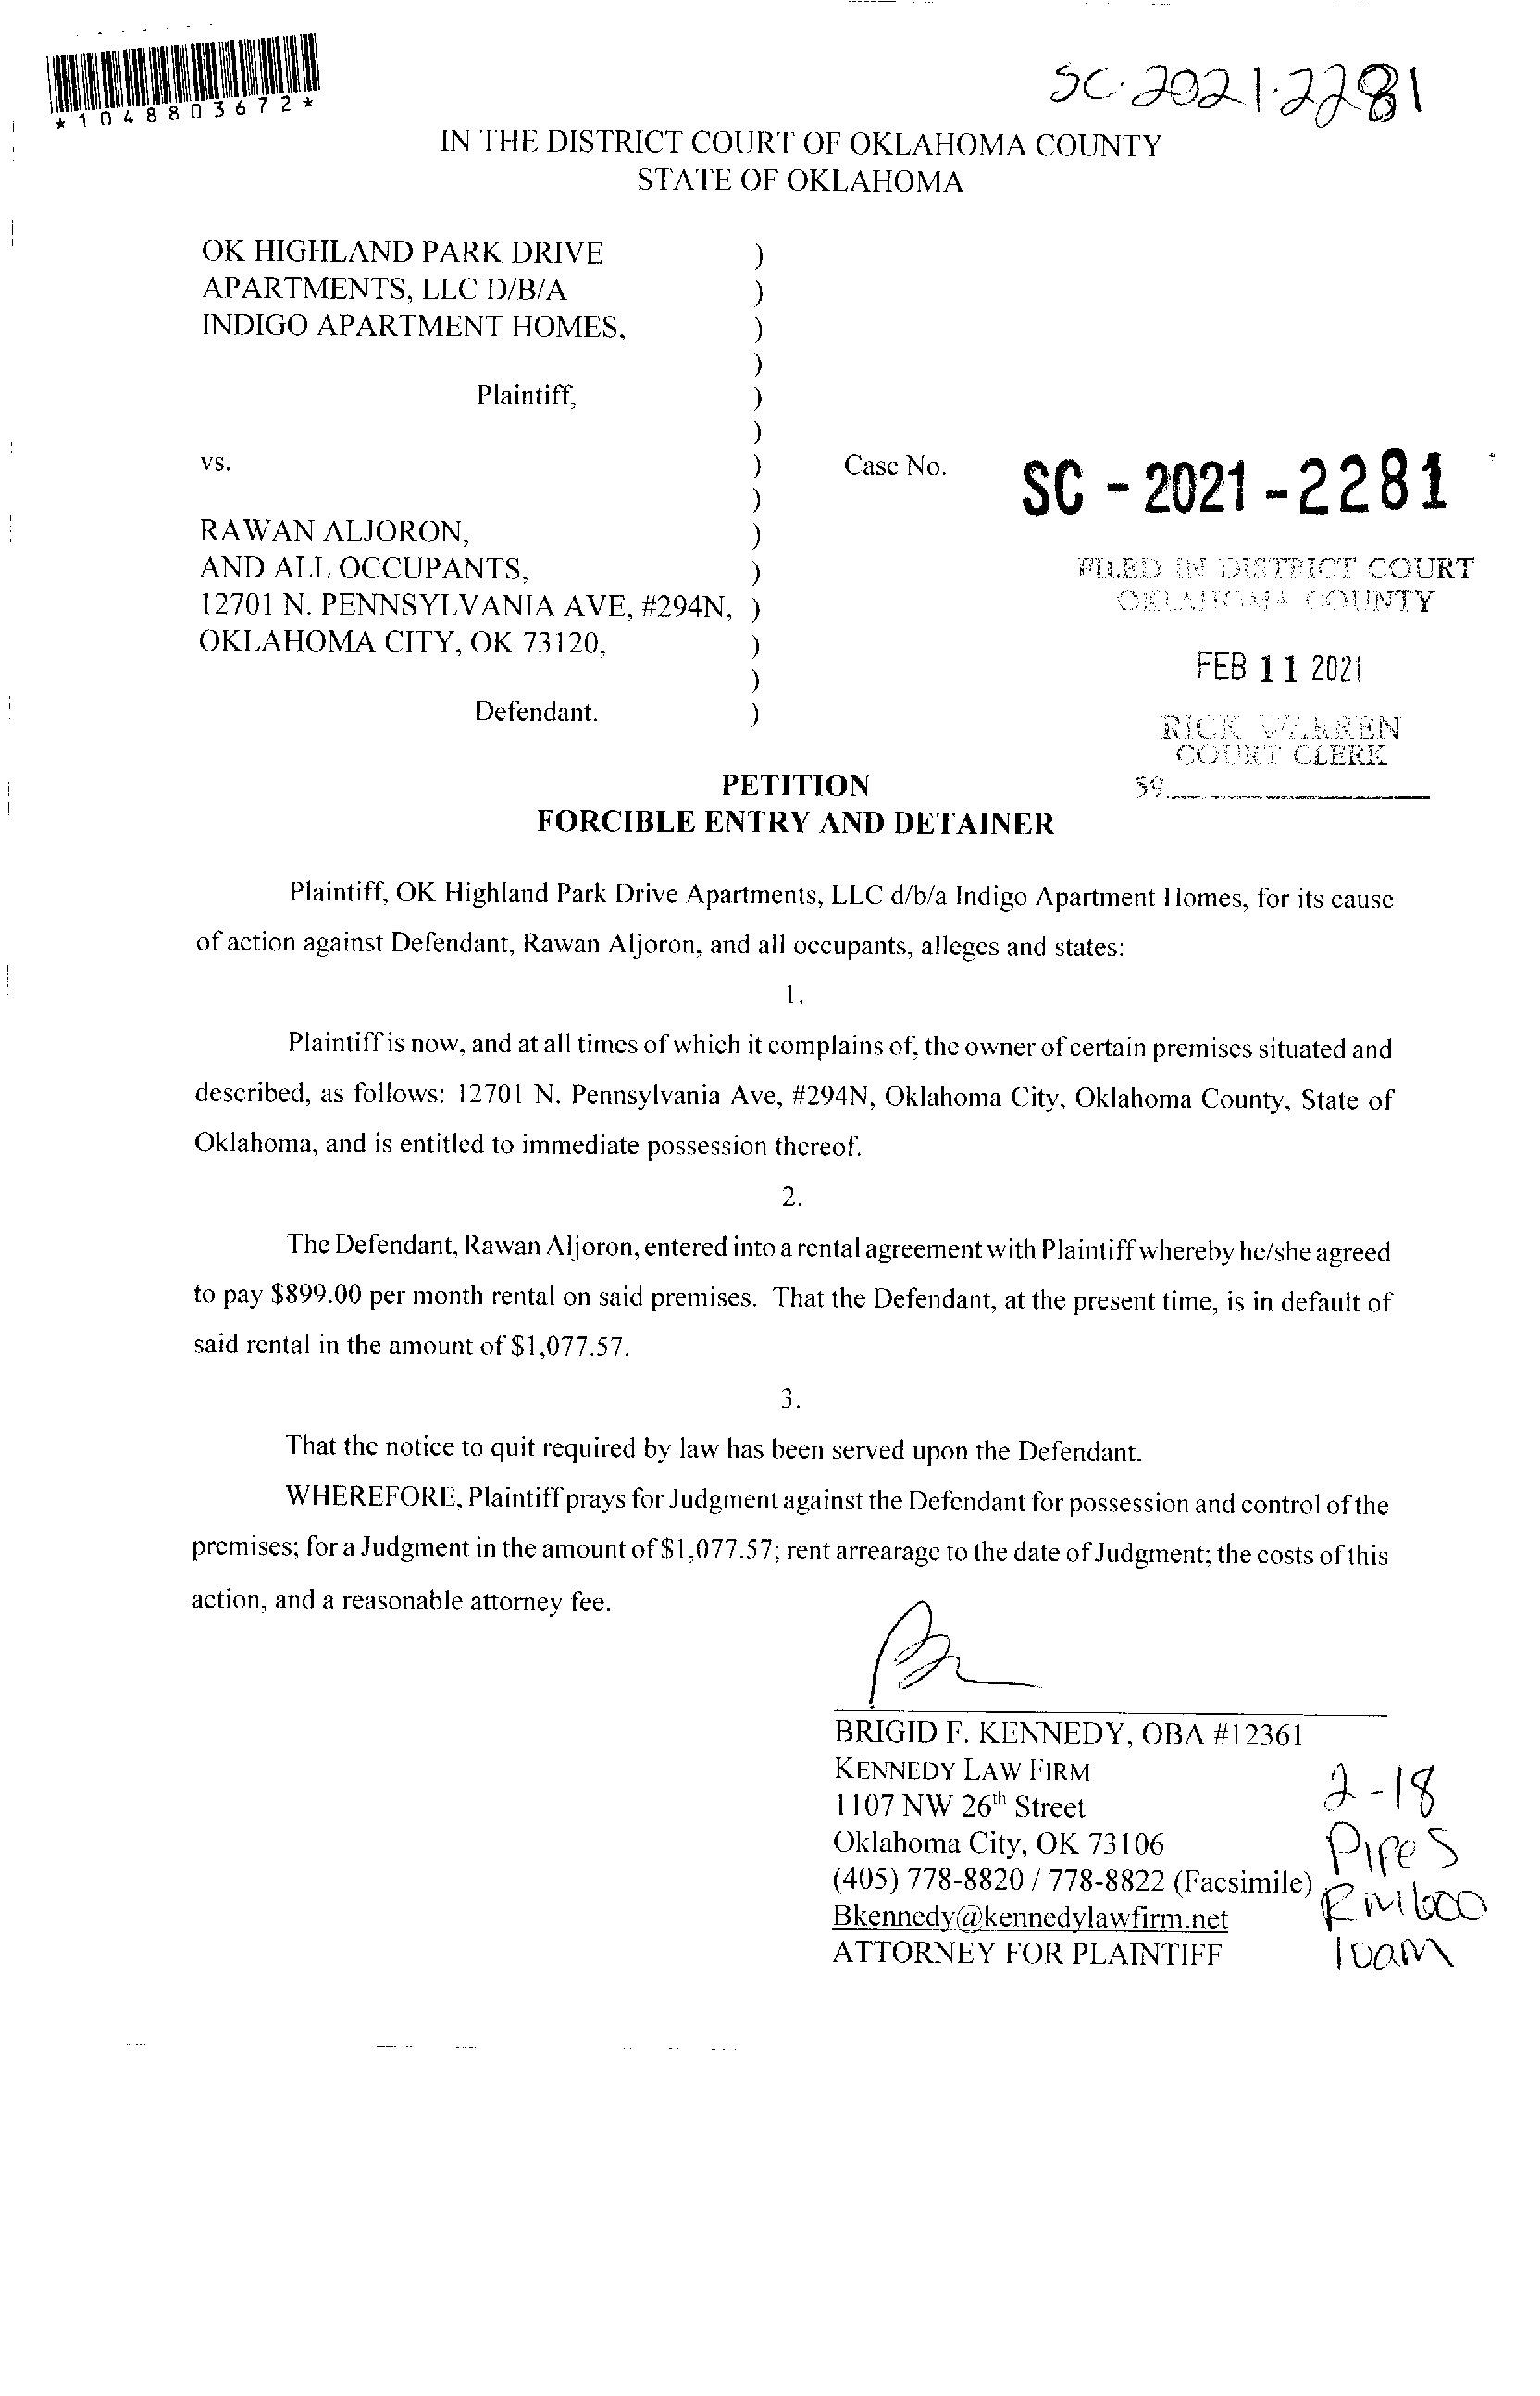 *1048803672*
SC-2021-2281
IN THE DISTRICT COURT OF OKLAHOMA COUNTY
STATE OF OKLAHOMA
OK HIGHLAND PARK DRIVE )
APARTMENTS, LLC D/B/A )
INDIGO APARTMENT HOMES, )
)
Plaintiff, )
)
vs. ) Case No. SC - 2021 - 2281
)
RAWAN ALJORON, )
AND ALL OCCUPANTS, ) FILED IN DISTRICT COURT
12701 N. PENNSYLVANIA AVE, #294N, ) OKLAHOMA COUNTY
OKLAHOMA CITY, OK 73120, )
) FEB 11 2021
Defendant. ) RICK WARREN
COURT CLERK
PETITION 39
FORCIBLE ENTRY AND DETAINER
Plaintiff, OK Highland Park Drive Apartments, LLC d/b/a Indigo Apartment Homes, for its cause
of action against Defendant, Rawan Aljoron, and all occupants, alleges and states:
1.
Plaintiff is now, and at all times of which it complains of, the owner of certain premises situated and
described, as follows: 12701 N. Pennsylvania Ave, #294N, Oklahoma City, Oklahoma County, State of
Oklahoma, and is entitled to immediate possession thereof.
2.
The Defendant, Rawan Aljoron, entered into a rental agreement with Plaintiff whereby he/she agreed
to pay $899.00 per month rental on said premises. That the Defendant, at the present time, is in default of
said rental in the amount of $1,077.57.
3.
That the notice to quit required by law has been served upon the Defendant.
WHEREFORE, Plaintiff prays for Judgment against the Defendant for possession and control of the
premises; for a Judgment in the amount of $1,077.57; rent arrearage to the date of Judgment; the costs of this
action, and a reasonable attorney fee.
BRIGID F. KENNEDY, OBA #12361
KENNEDY LAW FIRM
1107 NW 26th Street
Oklahoma City, OK 73106
(405) 778-8820 / 778-8822 (Facsimile)
Bkennedy@kennedylawfirm.net
ATTORNEY FOR PLAINTIFF
2-18
Pipes
Rm 600
10am